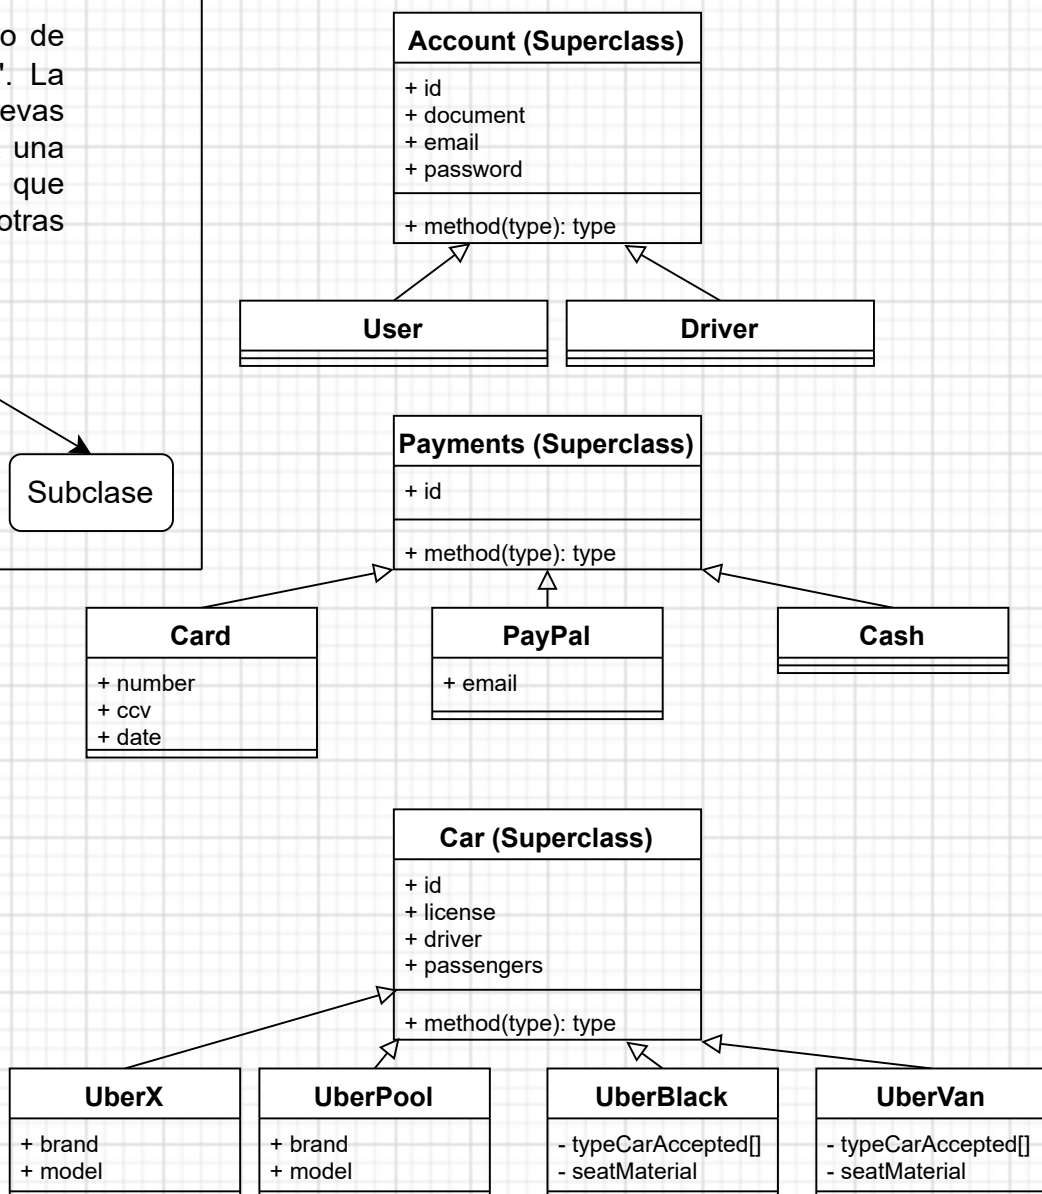 o de
". La
evas
una
que
otras
Subclase
Account (Superclass)
+ id
+ document
+ email
+ password
+ method(type): type
User
Driver
Payments (Superclass)
+ id
+ method(type): type
Card
+ number
+ ccv
+ date
PayPal
+ email
Cash
Car (Superclass)
+ id
+ license
+ driver
+ passengers
+ method(type): type
UberX
+ brand
+ model
UberPool
+ brand
+ model
UberBlack
- typeCarAccepted[]
- seatMaterial
UberVan
- typeCarAccepted[]
- seatMaterial